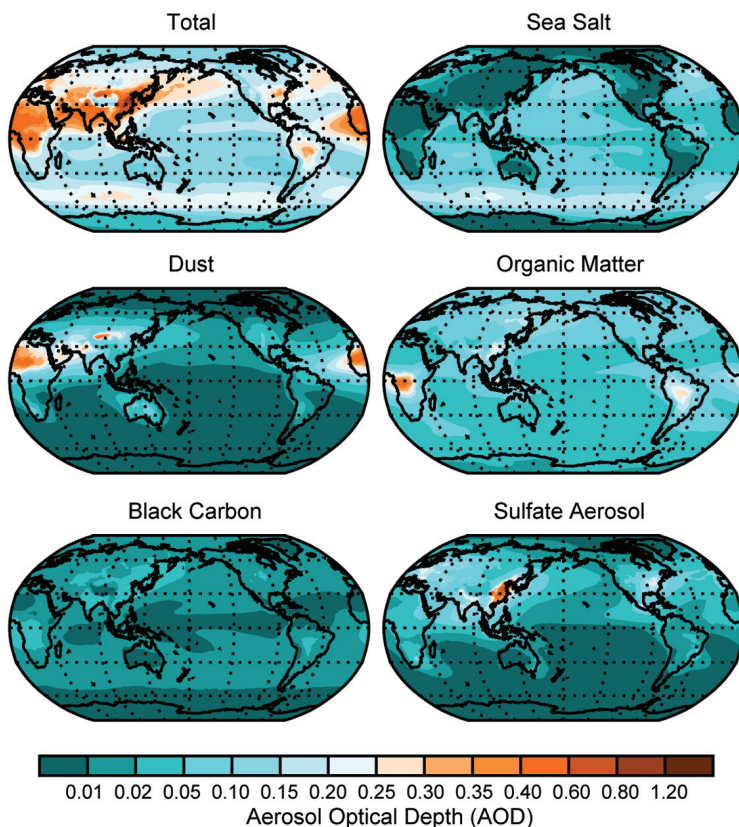 Total
Sea Salt
Dust
Organic Matter
Black Carbon
Sulfate Aerosol
0.01 0.02 0.05 0.10 0.15 0.20 0.25 0.30 0.35 0.40 0.60 0.80 1.20
Aerosol Optical Depth (AOD)